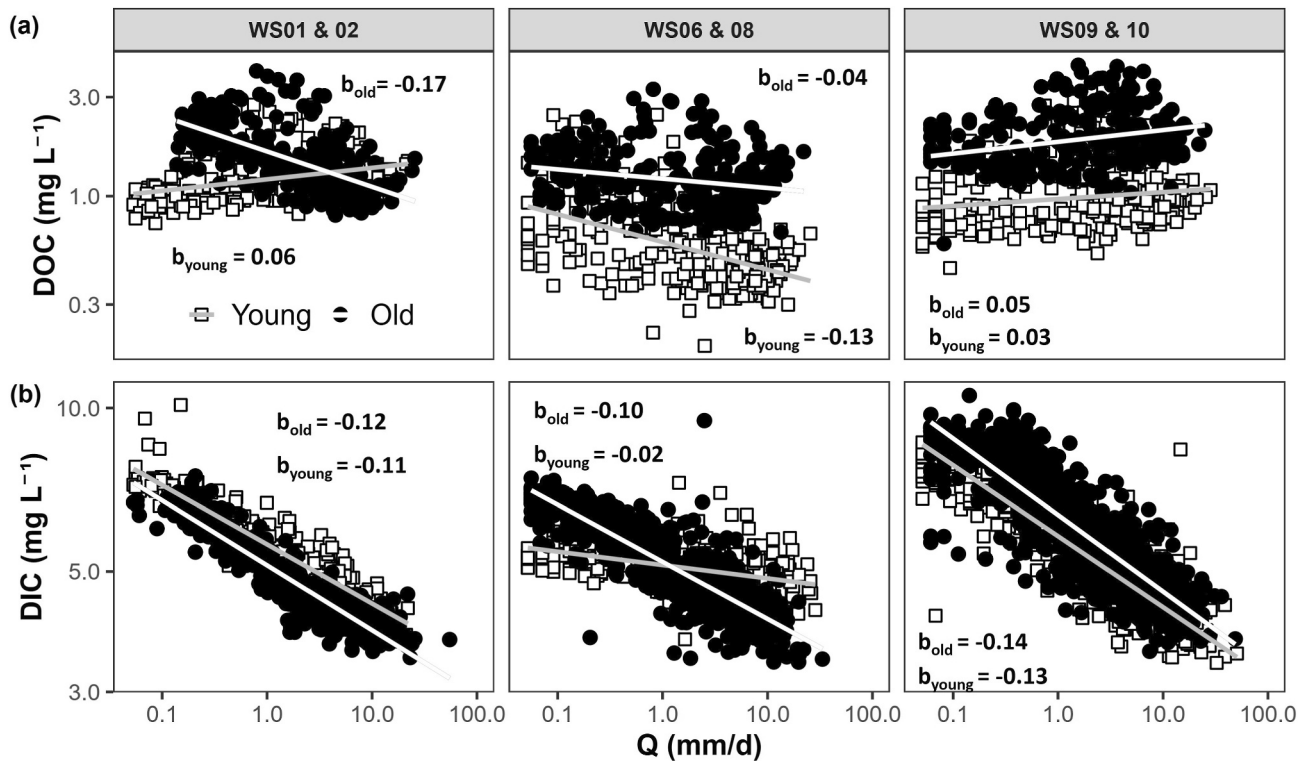 (a)
WS01 & 02
WS06 & 08
WS09 & 10
DOC (mg L⁻¹)
3.0
1.0
0.3
b_old = -0.17
b_young = 0.06
Young
Old
b_old = -0.04
b_young = -0.13
b_old = 0.05
b_young = 0.03
(b)
DIC (mg L⁻¹)
10.0
5.0
3.0
b_old = -0.12
b_young = -0.11
b_old = -0.10
b_young = -0.02
b_old = -0.14
b_young = -0.13
0.1 1.0 10.0 100.0
0.1 1.0 10.0 100.0
0.1 1.0 10.0 100.0
Q (mm/d)